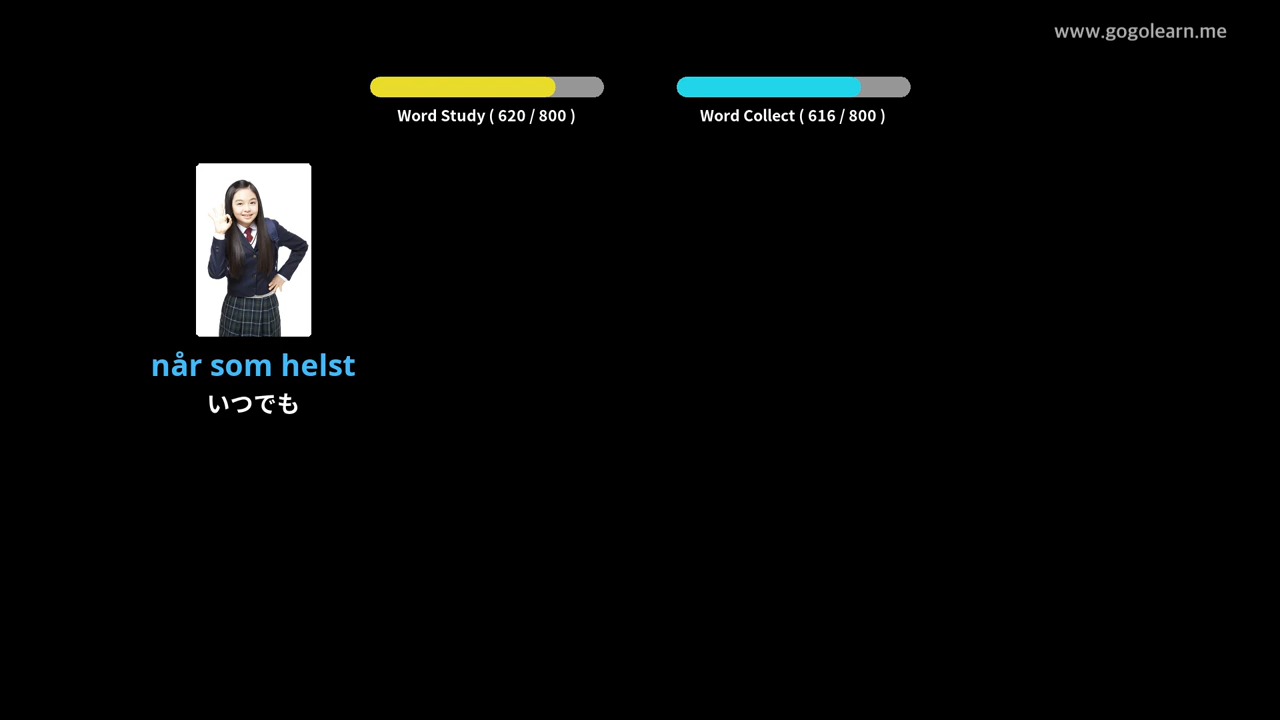 www.gogolearn.me
Word Study ( 620 / 800 )
Word Collect ( 616 / 800 )
når som helst
いつでも